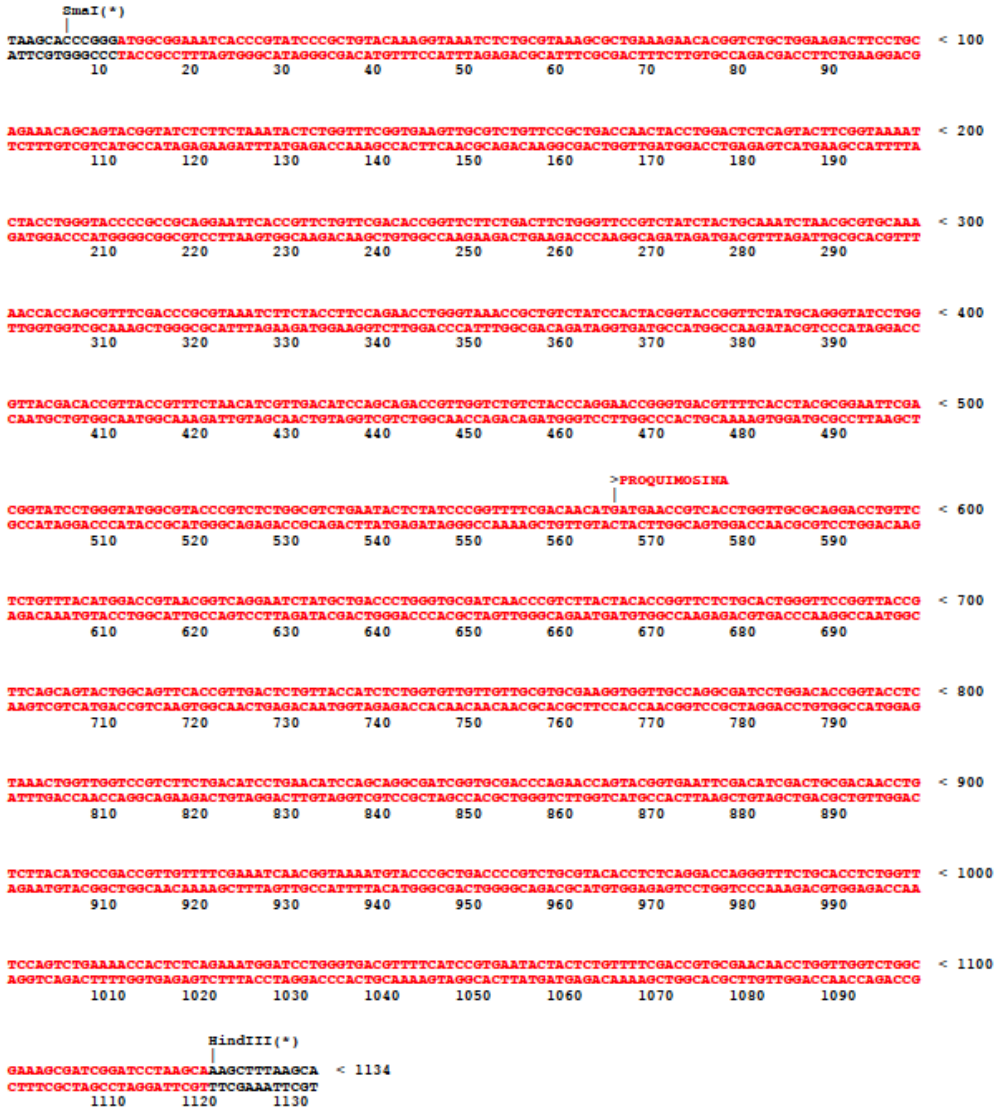 SmaI(*)
|
TAAGCACCCGGGATGGCGGAAATCACCCGTATCCCGCTGTACAAAGGTAAATCTCTGCGTAAAGCGCTGAAAGAACACGGTCTGCTGGAAGACTTCCTGC < 100
ATTCGTGGGCCCTACCGCCTTTAGTGGGCATAGGGCGACATGTTTCCATTTAGAGACGCATTTCGCGACTTTCTTGTGCCAGACGACCTTCTGAAGGACG
10 20 30 40 50 60 70 80 90
AGAAACAGCAGTACGGTATCTCTTCTAAATACTCTGGTTTCGGTGAAGTTGCGTCTGTTCCGCTGACCAACTACCTGGACTCTCAGTACTTCGGTAAAAT < 200
TCTTTGTCGTCATGCCATAGAGAAGATTTATGAGACCAAAGCCACTTCAACGCAGACAAGGCGACTGGTTGATGGACCTGAGAGTCATGAAGCCATTTTA
110 120 130 140 150 160 170 180 190
CTACCTGGGTACCCCGCCGCAGGAATTCACCGTTCTGTTCGACACCGGTTCTTCTGACTTCTGGGTTCCGTCTATCTACTGCAAATCTAACGCGTGCAAA < 300
GATGGACCCATGGGGCGGCGTCCTTAAGTGGCAAGACAAGCTGTGGCCAAGAAGACTGAAGACCCAAGGCAGATAGATGACGTTTAGATTGCGCACGTTT
210 220 230 240 250 260 270 280 290
AACCACCAGCGTTTCGACCCGCGTAAATCTTCTACCTTCCAGAACCTGGGTAAACCGCTGTCTATCCACTACGGTACCGGTTCTATGCAGGGTATCCTGG < 400
TTGGTGGTCGCAAAGCTGGGCGCATTTAGAAGATGGAAGGTCTTGGACCCATTTGGCGACAGATAGGTGATGCCATGGCCAAGATACGTCCCATAGGACC
310 320 330 340 350 360 370 380 390
GTTACGACACCGTTACCGTTTCTAACATCGTTGACATCCAGCAGACCGTTGGTCTGTCTACCCAGGAACCGGGTGACGTTTTCACCTACGCGGAATTCGA < 500
CAATGCTGTGGCAATGGCAAAGATTGTAGCAACTGTAGGTCGTCTGGCAACCAGACAGATGGGTCCTTGGCCCACTGCAAAAGTGGATGCGCCTTAAGCT
410 420 430 440 450 460 470 480 490
>PROQUIMOSINA
|
CGGTATCCTGGGTATGGCGTACCCGTCTCTGGCGTCTGAATACTCTATCCCGGTTTTCGACAACATGATGAACCGTCACCTGGTTGCGCAGGACCTGTTC < 600
GCCATAGGACCCATACCGCATGGGCAGAGACCGCAGACTTATGAGATAGGGCCAAAAGCTGTTGTACTACTTGGCAGTGGACCAACGCGTCCTGGACAAG
510 520 530 540 550 560 570 580 590
TCTGTTTACATGGACCGTAACGGTCAGGAATCTATGCTGACCCTGGGTGCGATCAACCCGTCTTACTACACCGGTTCTCTGCACTGGGTTCCGGTTACCG < 700
AGACAAATGTACCTGGCATTGCCAGTCCTTAGATACGACTGGGACCCACGCTAGTTGGGCAGAATGATGTGGCCAAGAGACGTGACCCAAGGCCAATGGC
610 620 630 640 650 660 670 680 690
TTCAGCAGTACTGGCAGTTCACCGTTGACTCTGTTACCATCTCTGGTGTTGTTGTTGCGTGCGAAGGTGGTTGCCAGGCGATCCTGGACACCGGTACCTC < 800
AAGTCGTCATGACCGTCAAGTGGCAACTGAGACAATGGTAGAGACCACAACAACAACGCACGCTTCCACCAACGGTCCGCTAGGACCTGTGGCCATGGAG
710 720 730 740 750 760 770 780 790
TAAACTGGTTGGTCCGTCTTCTGACATCCTGAACATCCAGCAGGCGATCGGTGCGACCCAGAACCAGTACGGTGAATTCGACATCGACTGCGACAACCTG < 900
ATTTGACCAACCAGGCAGAAGACTGTAGGACTTGTAGGTCGTCCGCTAGCCACGCTGGGTCTTGGTCATGCCACTTAAGCTGTAGCTGACGCTGTTGGAC
810 820 830 840 850 860 870 880 890
TCTTACATGCCGACCGTTGTTTTCGAAATCAACGGTAAAATGTACCCGCTGACCCCGTCTGCGTACACCTCTCAGGACCAGGGTTTCTGCACCTCTGGTT < 1000
AGAATGTACGGCTGGCAACAAAAGCTTTAGTTGCCATTTTACATGGGCGACTGGGGCAGACGCATGTGGAGAGTCCTGGTCCCAAAGACGTGGAGACCAA
910 920 930 940 950 960 970 980 990
TCCAGTCTGAAAACCACTCTCAGAAATGGATCCTGGGTGACGTTTTCATCCGTGAATACTACTCTGTTTTCGACCGTGCGAACAACCTGGTTGGTCTGGC < 1100
AGGTCAGACTTTTGGTGAGAGTCTTTACCTAGGACCCACTGCAAAAGTAGGCACTTATGATGAGACAAAAGCTGGCACGCTTGTTGGACCAACCAGACCG
1010 1020 1030 1040 1050 1060 1070 1080 1090
HindIII(*)
|
GAAAGCGATCGGATCCTAAGCAAAGCTTTAAGCA < 1134
CTTTCGCTAGCCTAGGATTCGTTTCGAAATTCGT
1110 1120 1130